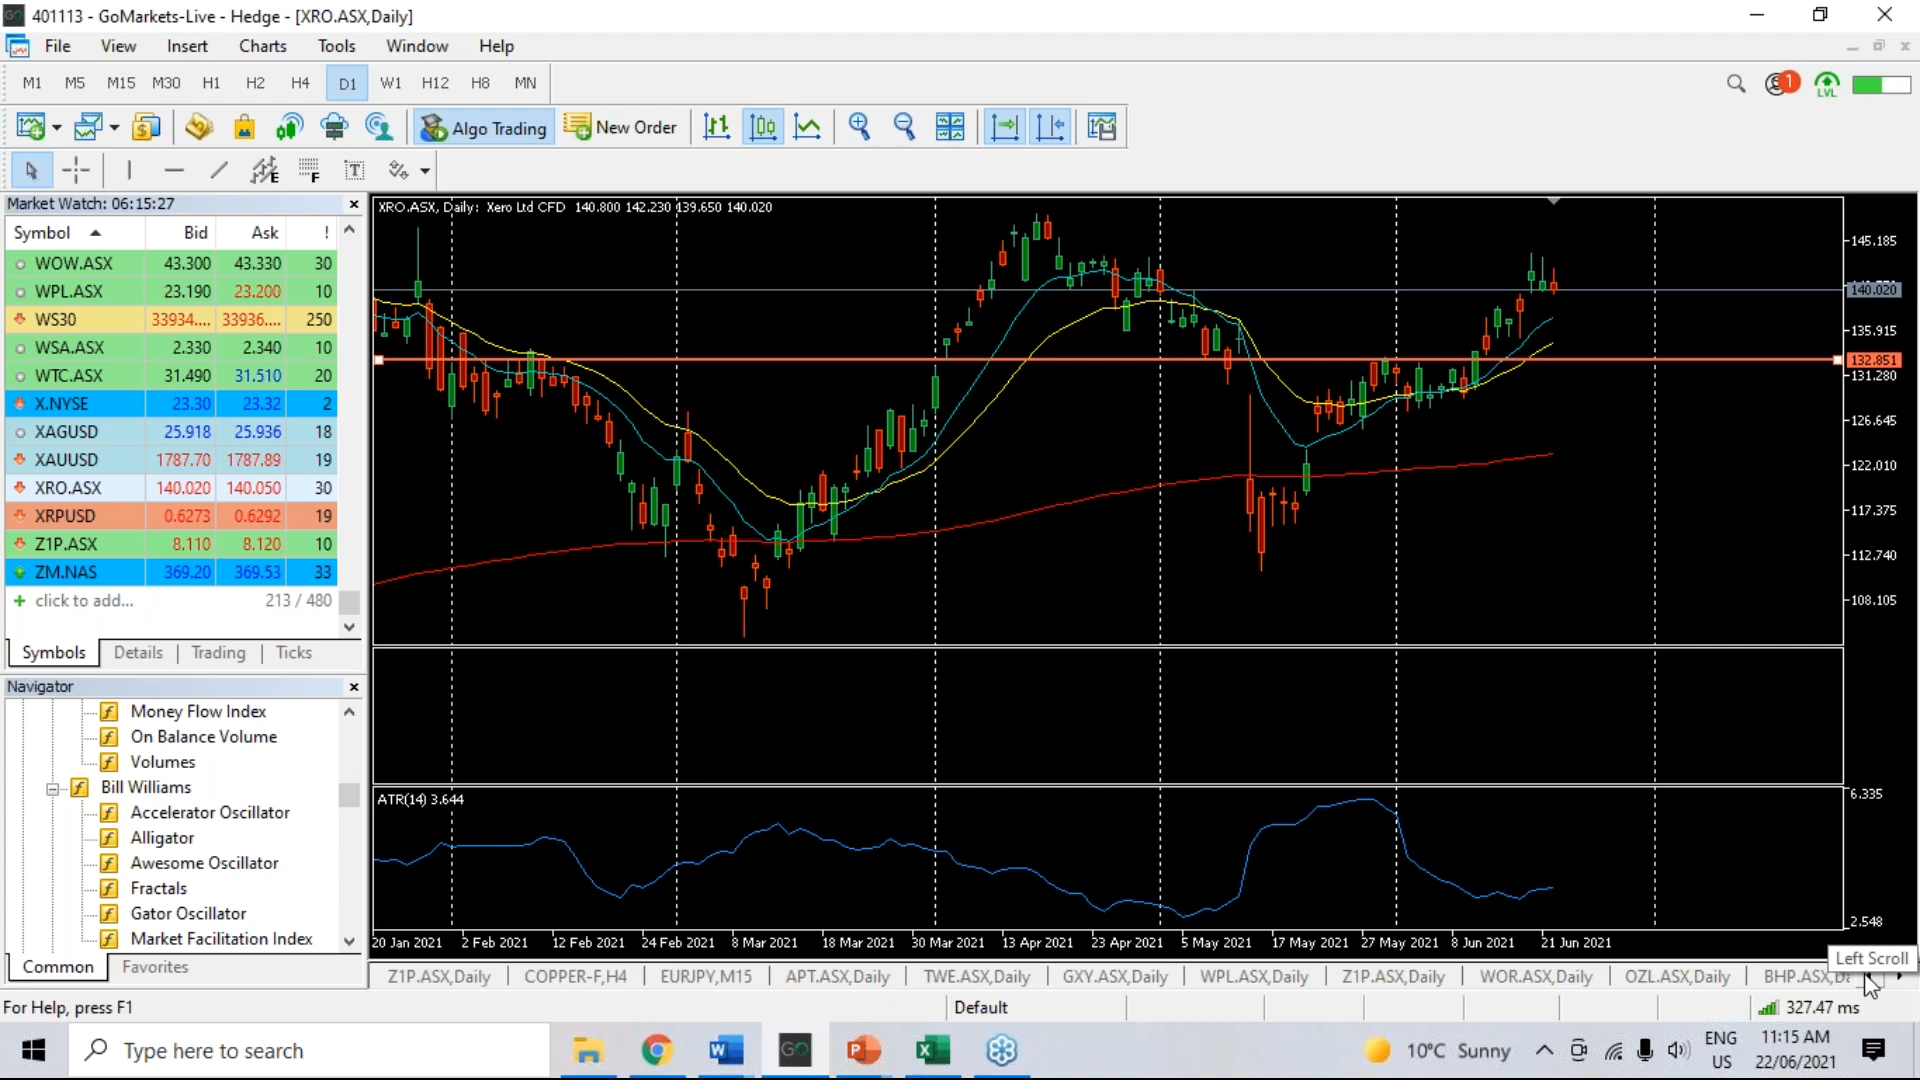 401113 - GoMarkets-Live - Hedge - [XRO.ASX,Daily]
File View Insert Charts Tools Window Help
M1 M5 M15 M30 H1 H2 H4 D1 W1 H12 H8 MN
1
LVL
Algo Trading New Order
E F T
Market Watch: 06:15:27
Symbol Bid Ask !
WOW.ASX 43.300 43.330 30
WPL.ASX 23.190 23.200 10
WS30 33934.... 33936.... 250
WSA.ASX 2.330 2.340 10
WTC.ASX 31.490 31.510 20
X.NYSE 23.30 23.32 2
XAGUSD 25.918 25.936 18
XAUUSD 1787.70 1787.89 19
XRO.ASX 140.020 140.050 30
XRPUSD 0.6273 0.6292 19
Z1P.ASX 8.110 8.120 10
ZM.NAS 369.20 369.53 33
click to add... 213 / 480
Symbols Details Trading Ticks
Navigator
Money Flow Index
On Balance Volume
Volumes
Bill Williams
Accelerator Oscillator
Alligator
Awesome Oscillator
Fractals
Gator Oscillator
Market Facilitation Index
Common Favorites
XRO.ASX, Daily: Xero Ltd CFD 140.800 142.230 139.650 140.020
145.185
140.020
135.915
132.851
131.280
126.645
122.010
117.375
112.740
108.105
ATR(14) 3.644
6.335
2.548
20 Jan 2021 2 Feb 2021 12 Feb 2021 24 Feb 2021 8 Mar 2021 18 Mar 2021 30 Mar 2021 13 Apr 2021 23 Apr 2021 5 May 2021 17 May 2021 27 May 2021 8 Jun 2021 21 Jun 2021
Left Scroll
Z1P.ASX,Daily COPPER-F,H4 EURJPY,M15 APT.ASX,Daily TWE.ASX,Daily GXY.ASX,Daily WPL.ASX,Daily Z1P.ASX,Daily WOR.ASX,Daily OZL.ASX,Daily BHP.ASX,Da
For Help, press F1 Default 327.47 ms
Type here to search
GO
10°C Sunny
ENG
US
11:15 AM
22/06/2021